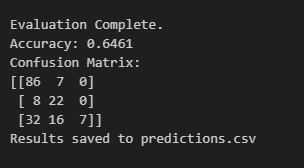 Evaluation Complete.
Accuracy: 0.6461
Confusion Matrix:
[[86  7  0]
 [ 8 22  0]
 [32 16  7]]
Results saved to predictions.csv